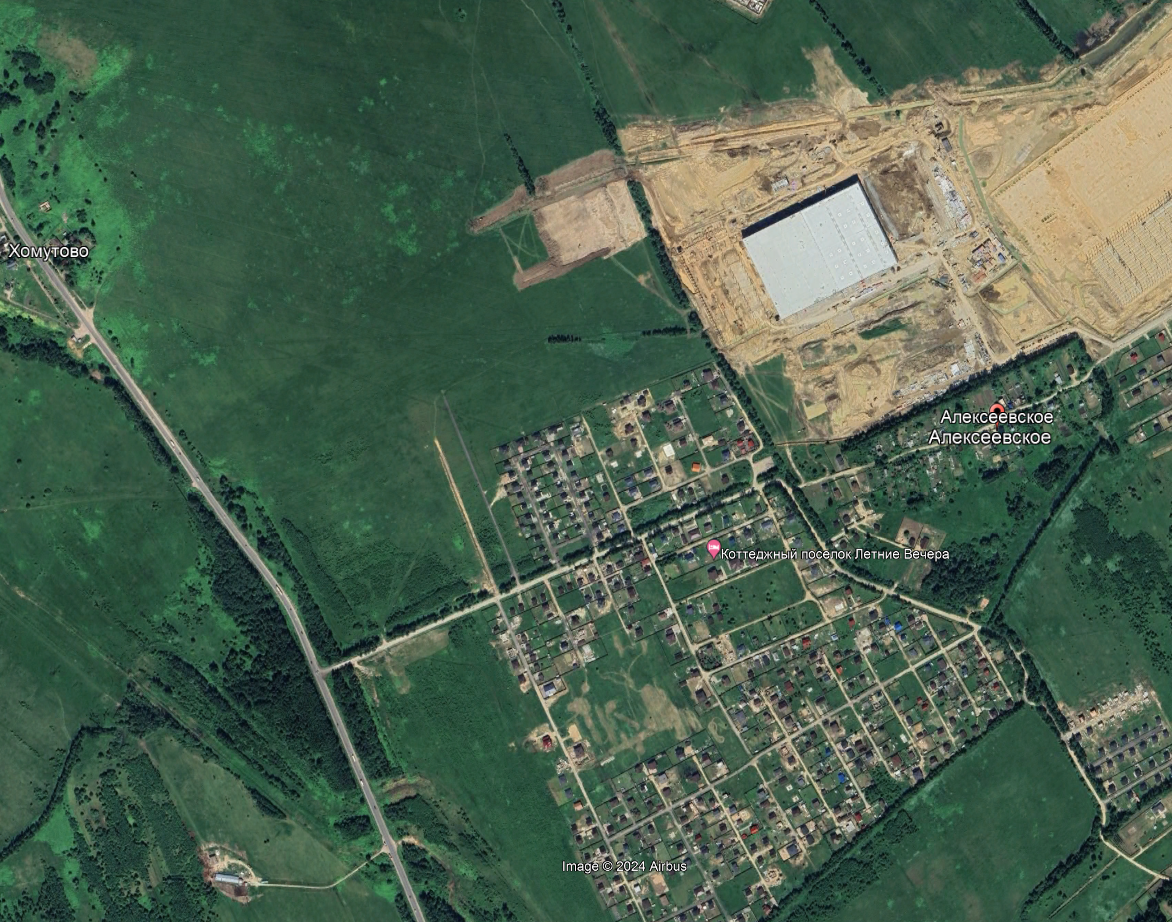 Хомутово
Алексеевское
Алексеевское
Коттеджный поселок Летние Вечера
Image © 2024 Airbus